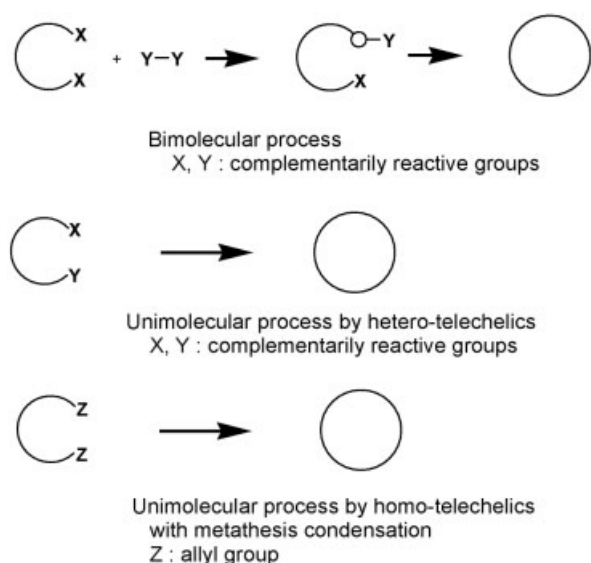 X
X
+ Y–Y
Y
X
Bimolecular process
X, Y : complementarily reactive groups
X
Y
Unimolecular process by hetero-telechelics
X, Y : complementarily reactive groups
Z
Z
Unimolecular process by homo-telechelics
with metathesis condensation
Z : allyl group